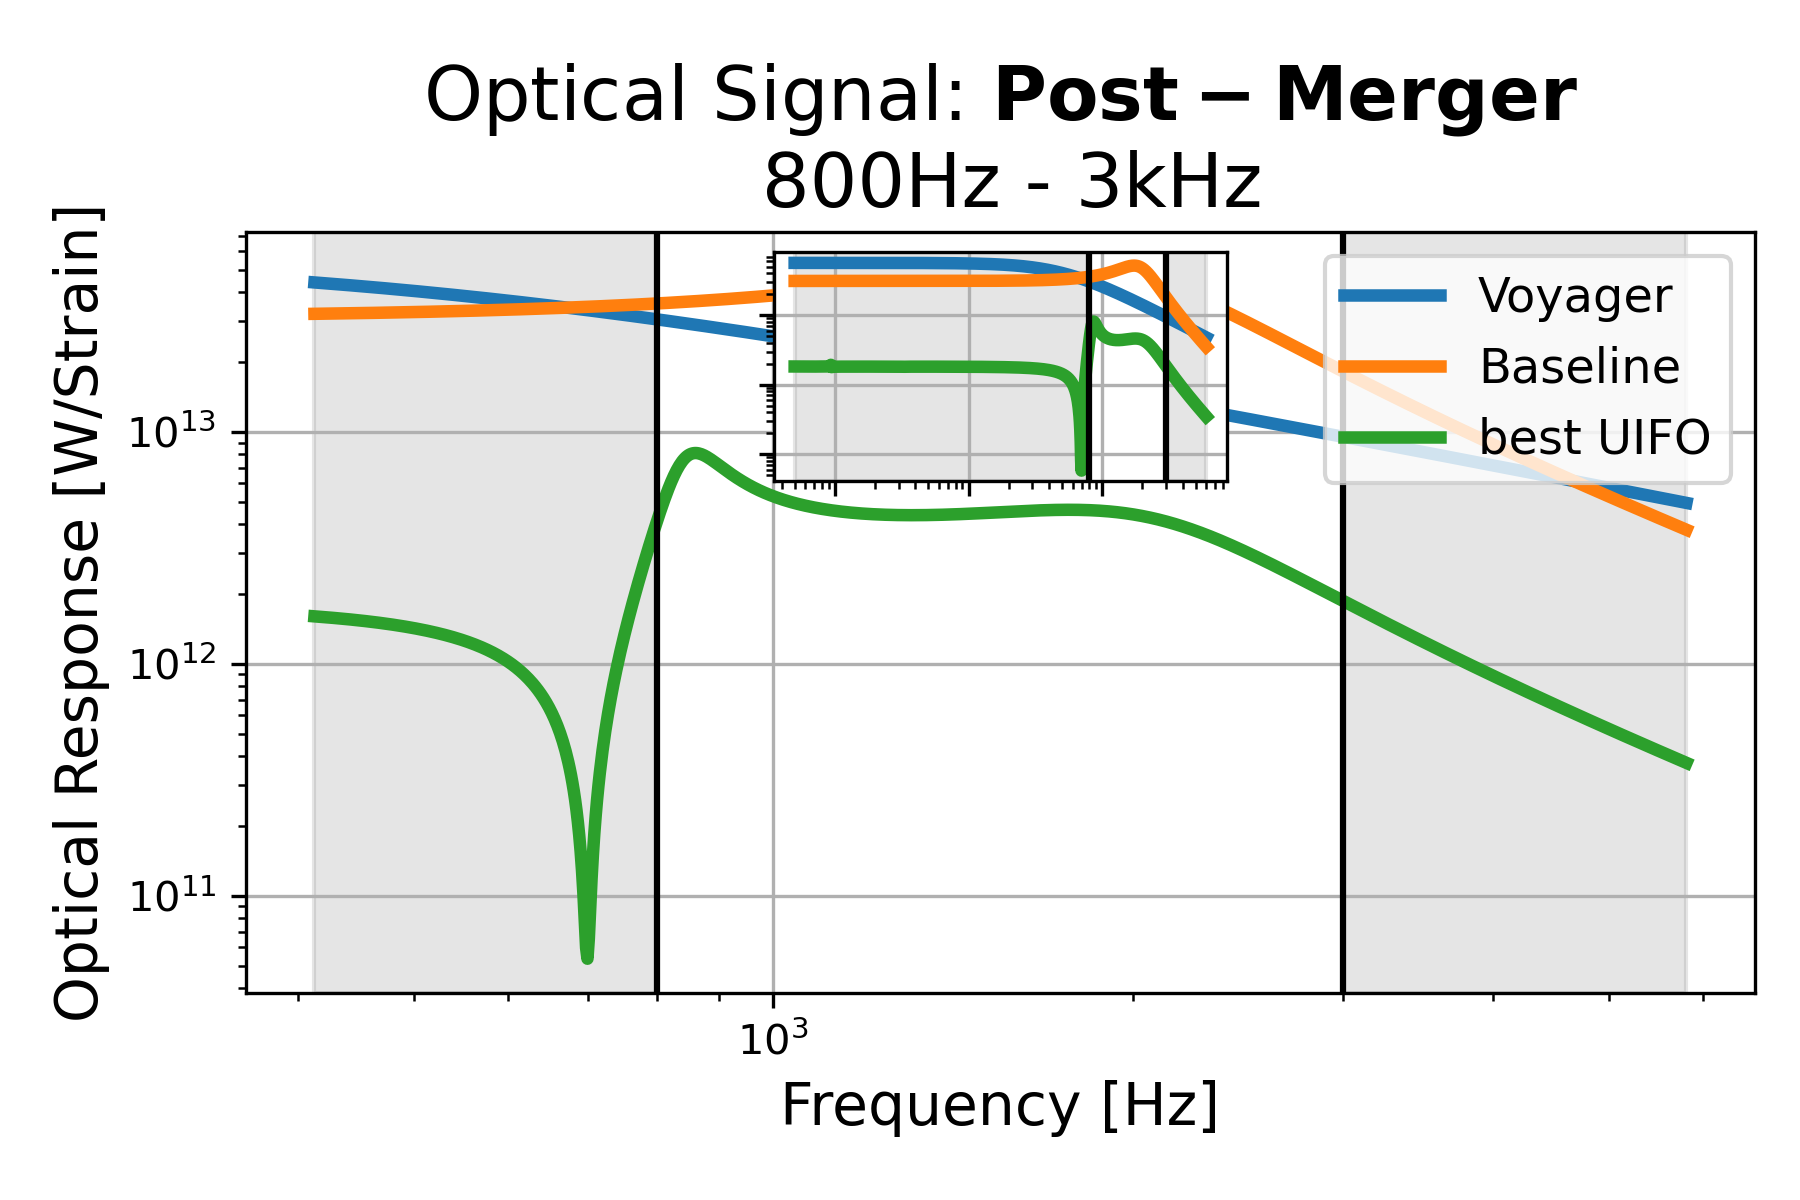 Optical Signal: Post − Merger
800Hz - 3kHz
Optical Response [W/Strain]
10¹³
10¹²
10¹¹
Voyager
Baseline
best UIFO
10³
Frequency [Hz]